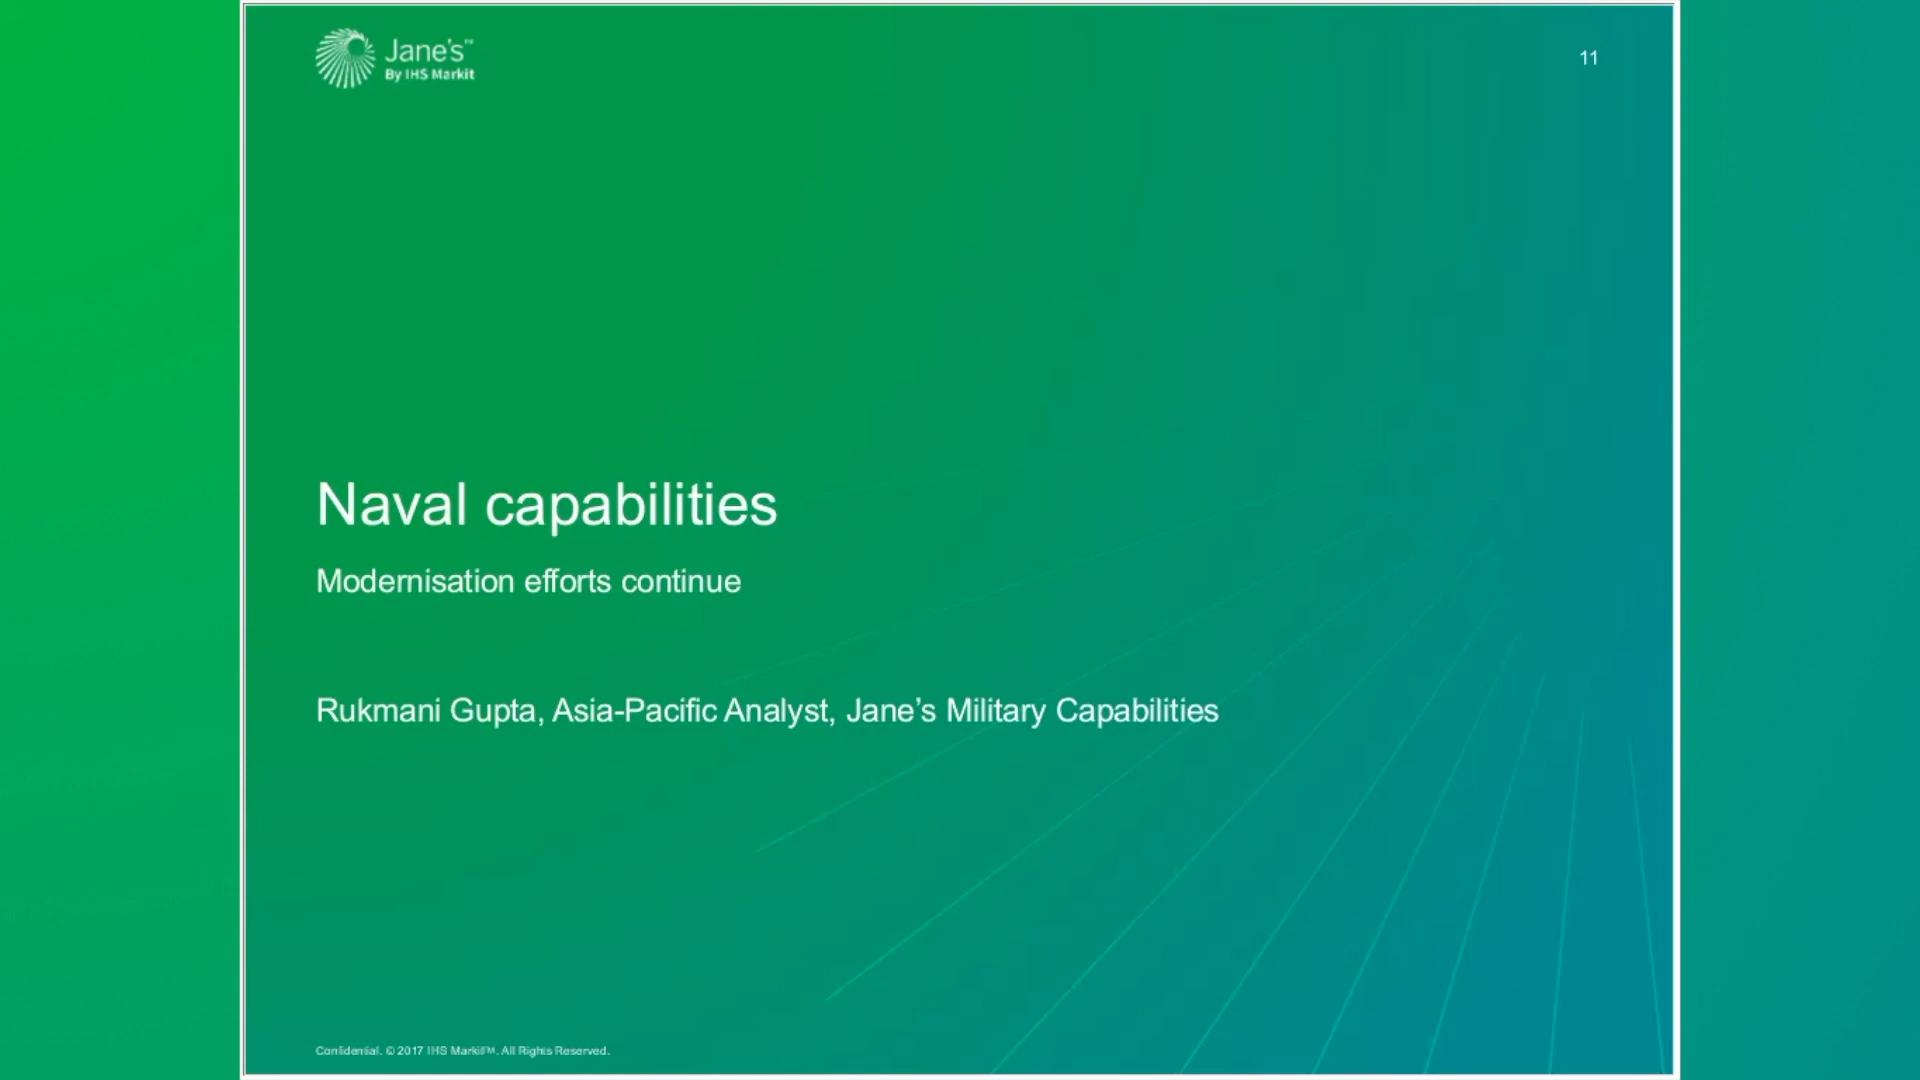 Jane's™
By IHS Markit
11
Naval capabilities
Modernisation efforts continue
Rukmani Gupta, Asia-Pacific Analyst, Jane’s Military Capabilities
Confidential. © 2017 IHS Markit™. All Rights Reserved.